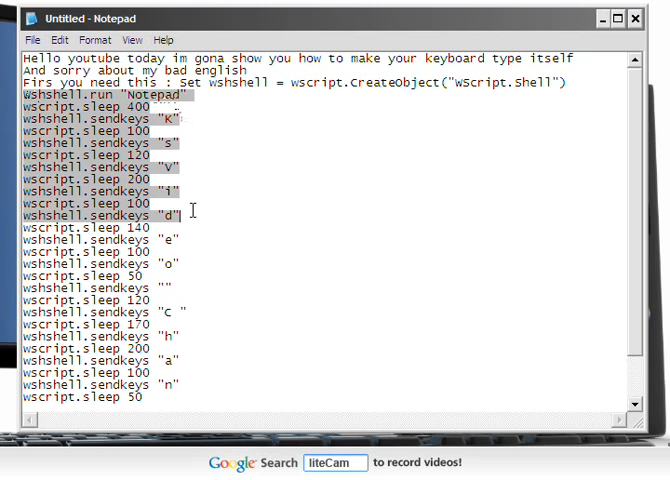 Untitled - Notepad
File Edit Format View Help
Hello youtube today im gona show you how to make your keyboard type itself
And sorry about my bad english
Firs you need this : Set wshshell = wscript.CreateObject("WScript.Shell")
wshshell.run "Notepad"
wscript.sleep 400
wshshell.sendkeys "K"
wscript.sleep 100
wshshell.sendkeys "s"
wscript.sleep 120
wshshell.sendkeys "V"
wscript.sleep 200
wshshell.sendkeys "i"
wscript.sleep 100
wshshell.sendkeys "d"
wscript.sleep 140
wshshell.sendkeys "e"
wscript.sleep 100
wshshell.sendkeys "o"
wscript.sleep 50
wshshell.sendkeys ""
wscript.sleep 120
wshshell.sendkeys "C "
wscript.sleep 170
wshshell.sendkeys "h"
wscript.sleep 200
wshshell.sendkeys "a"
wscript.sleep 100
wshshell.sendkeys "n"
wscript.sleep 50
Google Search liteCam to record videos!